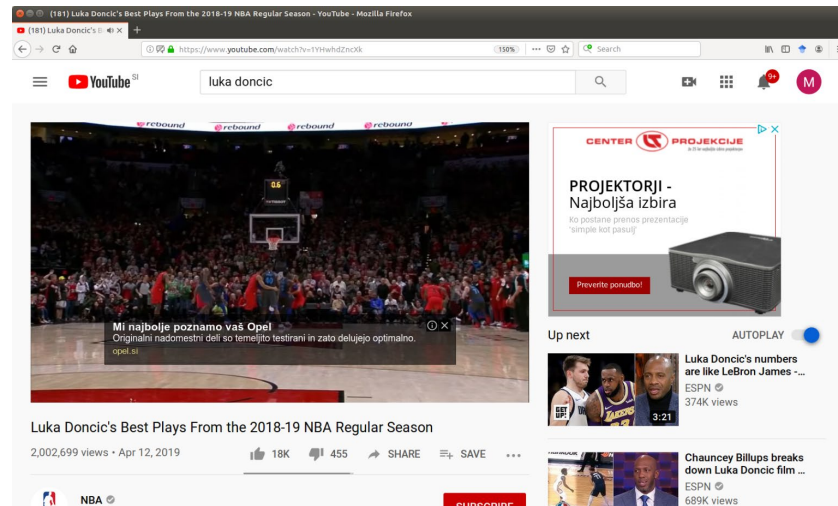 (181) Luka Doncic's Best Plays From the 2018-19 NBA Regular Season - YouTube - Mozilla Firefox
(181) Luka Doncic's B
https://www.youtube.com/watch?v=1YHwhdZncXk
150%
Search
YouTube SI
luka doncic
9+
M
rebound rebound rebound
0.6
Mi najbolje poznamo vaš Opel
Originalni nadomestni deli so temeljito testirani in zato delujejo optimalno.
opel.si
Luka Doncic's Best Plays From the 2018-19 NBA Regular Season
2,002,699 views • Apr 12, 2019
18K
455
SHARE
SAVE
NBA
SUBSCRIBE
CENTER PROJEKCIJE
PROJEKTORJI -
Najboljša izbira
Ko postane prenos prezentacije
'simple kot pasulj'
Preverite ponudbo!
Up next
AUTOPLAY
GET UP!
LAKERS
3:21
Luka Doncic's numbers
are like LeBron James -...
ESPN
374K views
Chauncey Billups breaks
down Luka Doncic film ...
ESPN
689K views